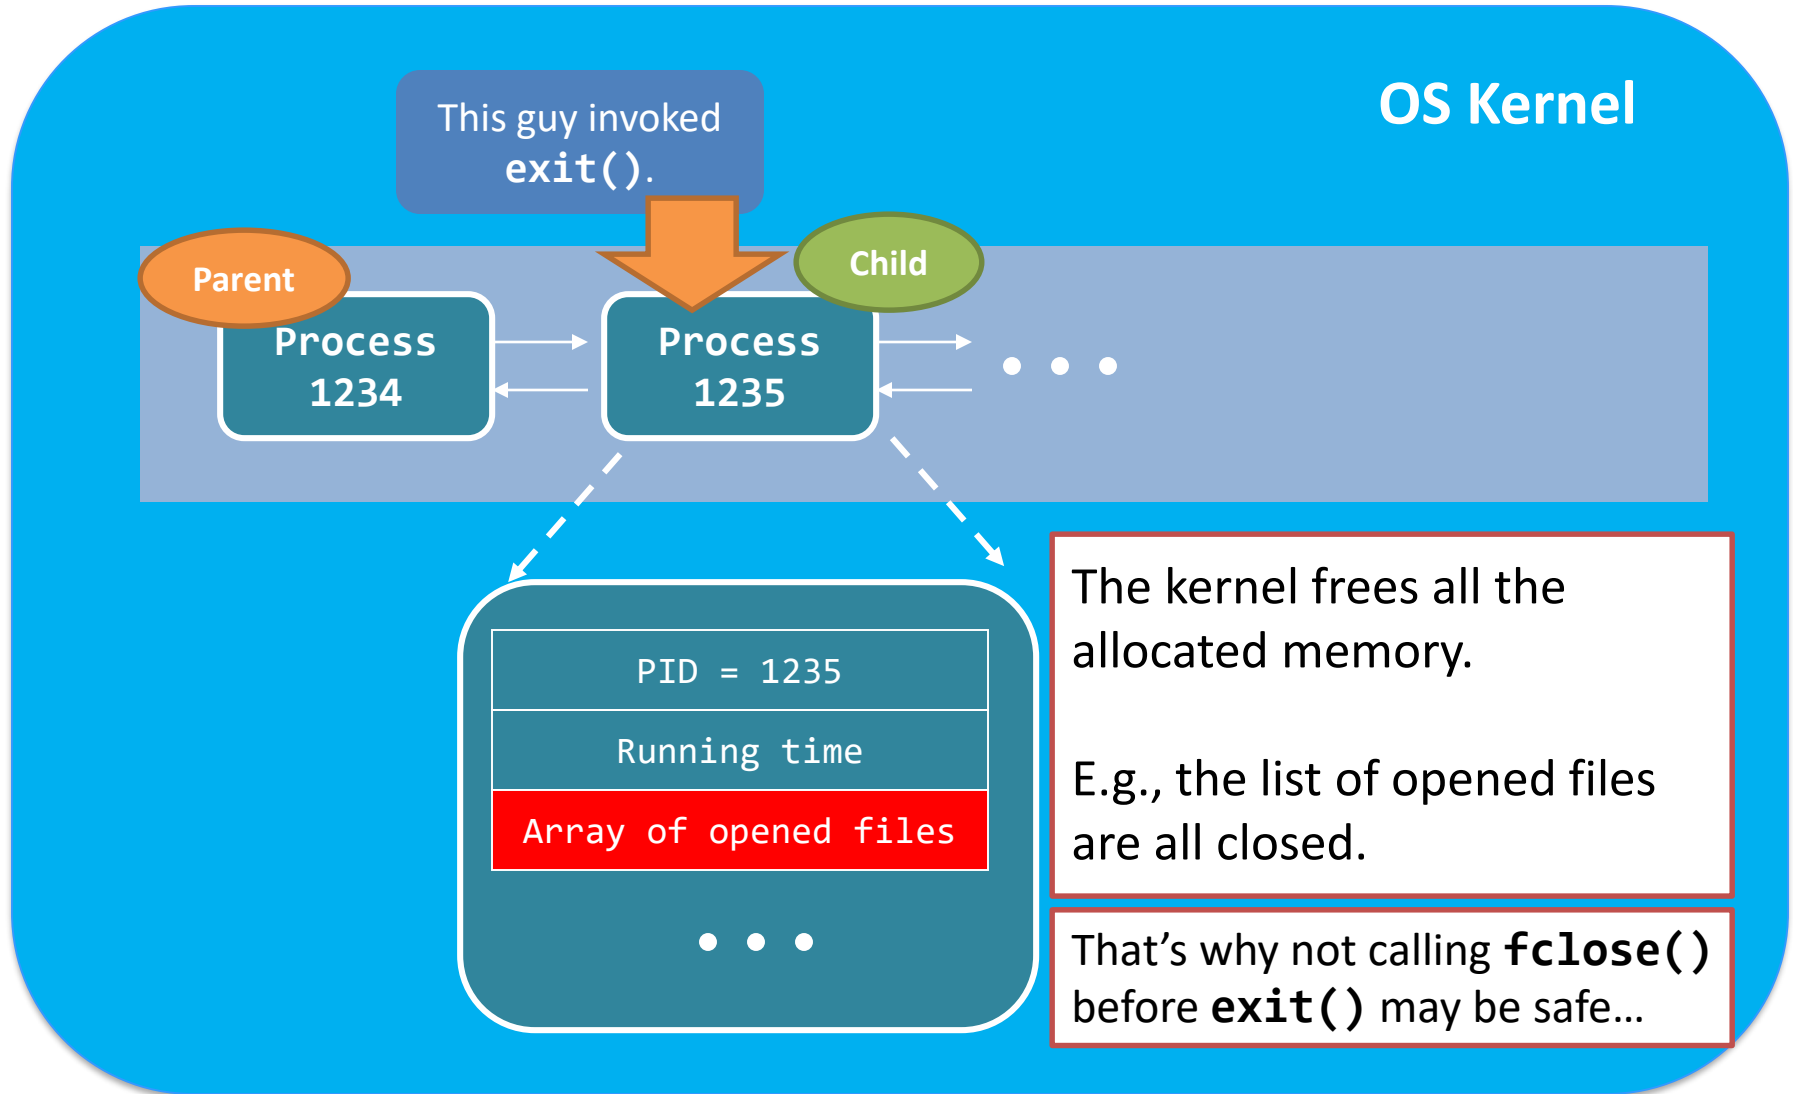 OS Kernel
This guy invoked
exit().
Parent
Child
Process
1234
Process
1235
PID = 1235
Running time
Array of opened files
The kernel frees all the
allocated memory.
E.g., the list of opened files
are all closed.
That’s why not calling fclose()
before exit() may be safe…